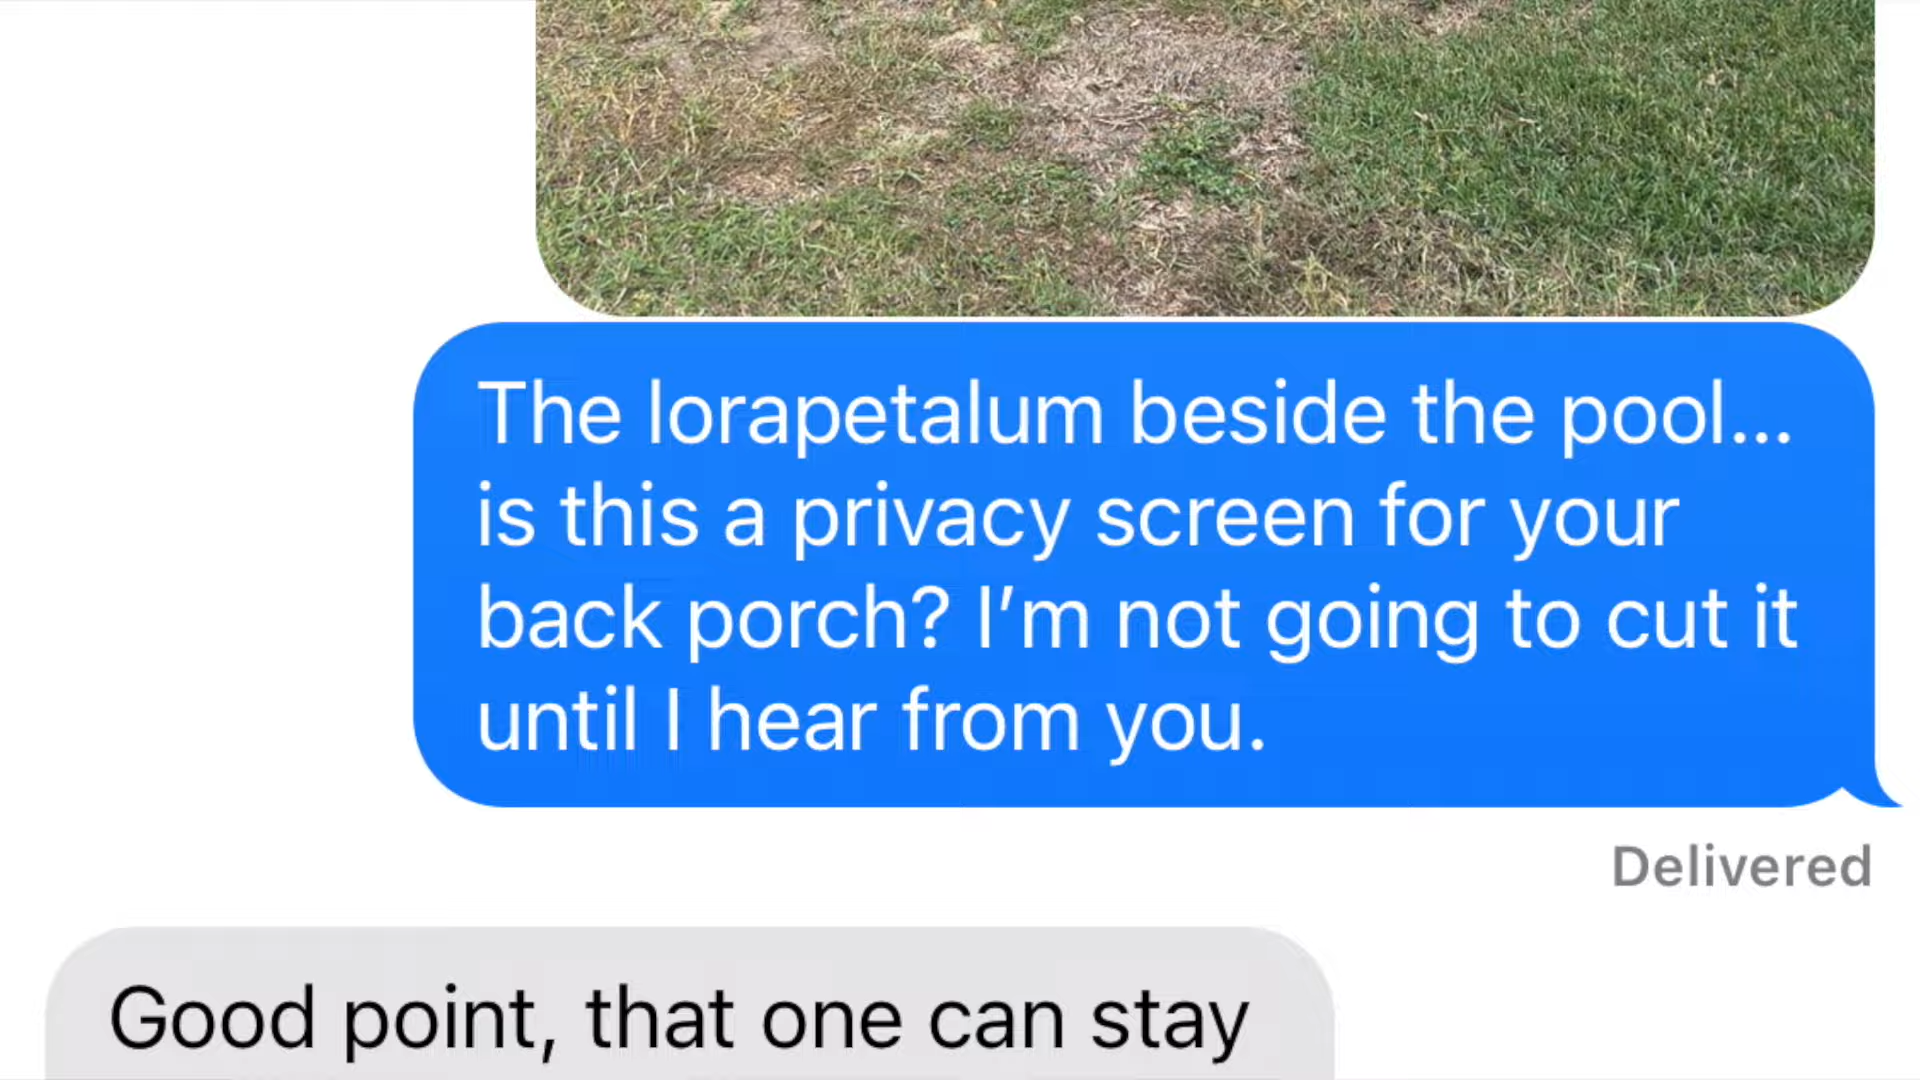 The lorapetalum beside the pool...
is this a privacy screen for your
back porch? I’m not going to cut it
until I hear from you.
Delivered
Good point, that one can stay